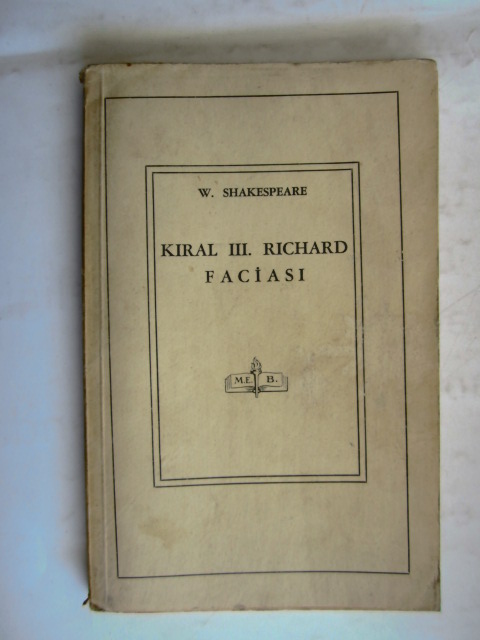 W. SHAKESPEARE
KIRAL III. RICHARD
FACİASI
M.E. B.